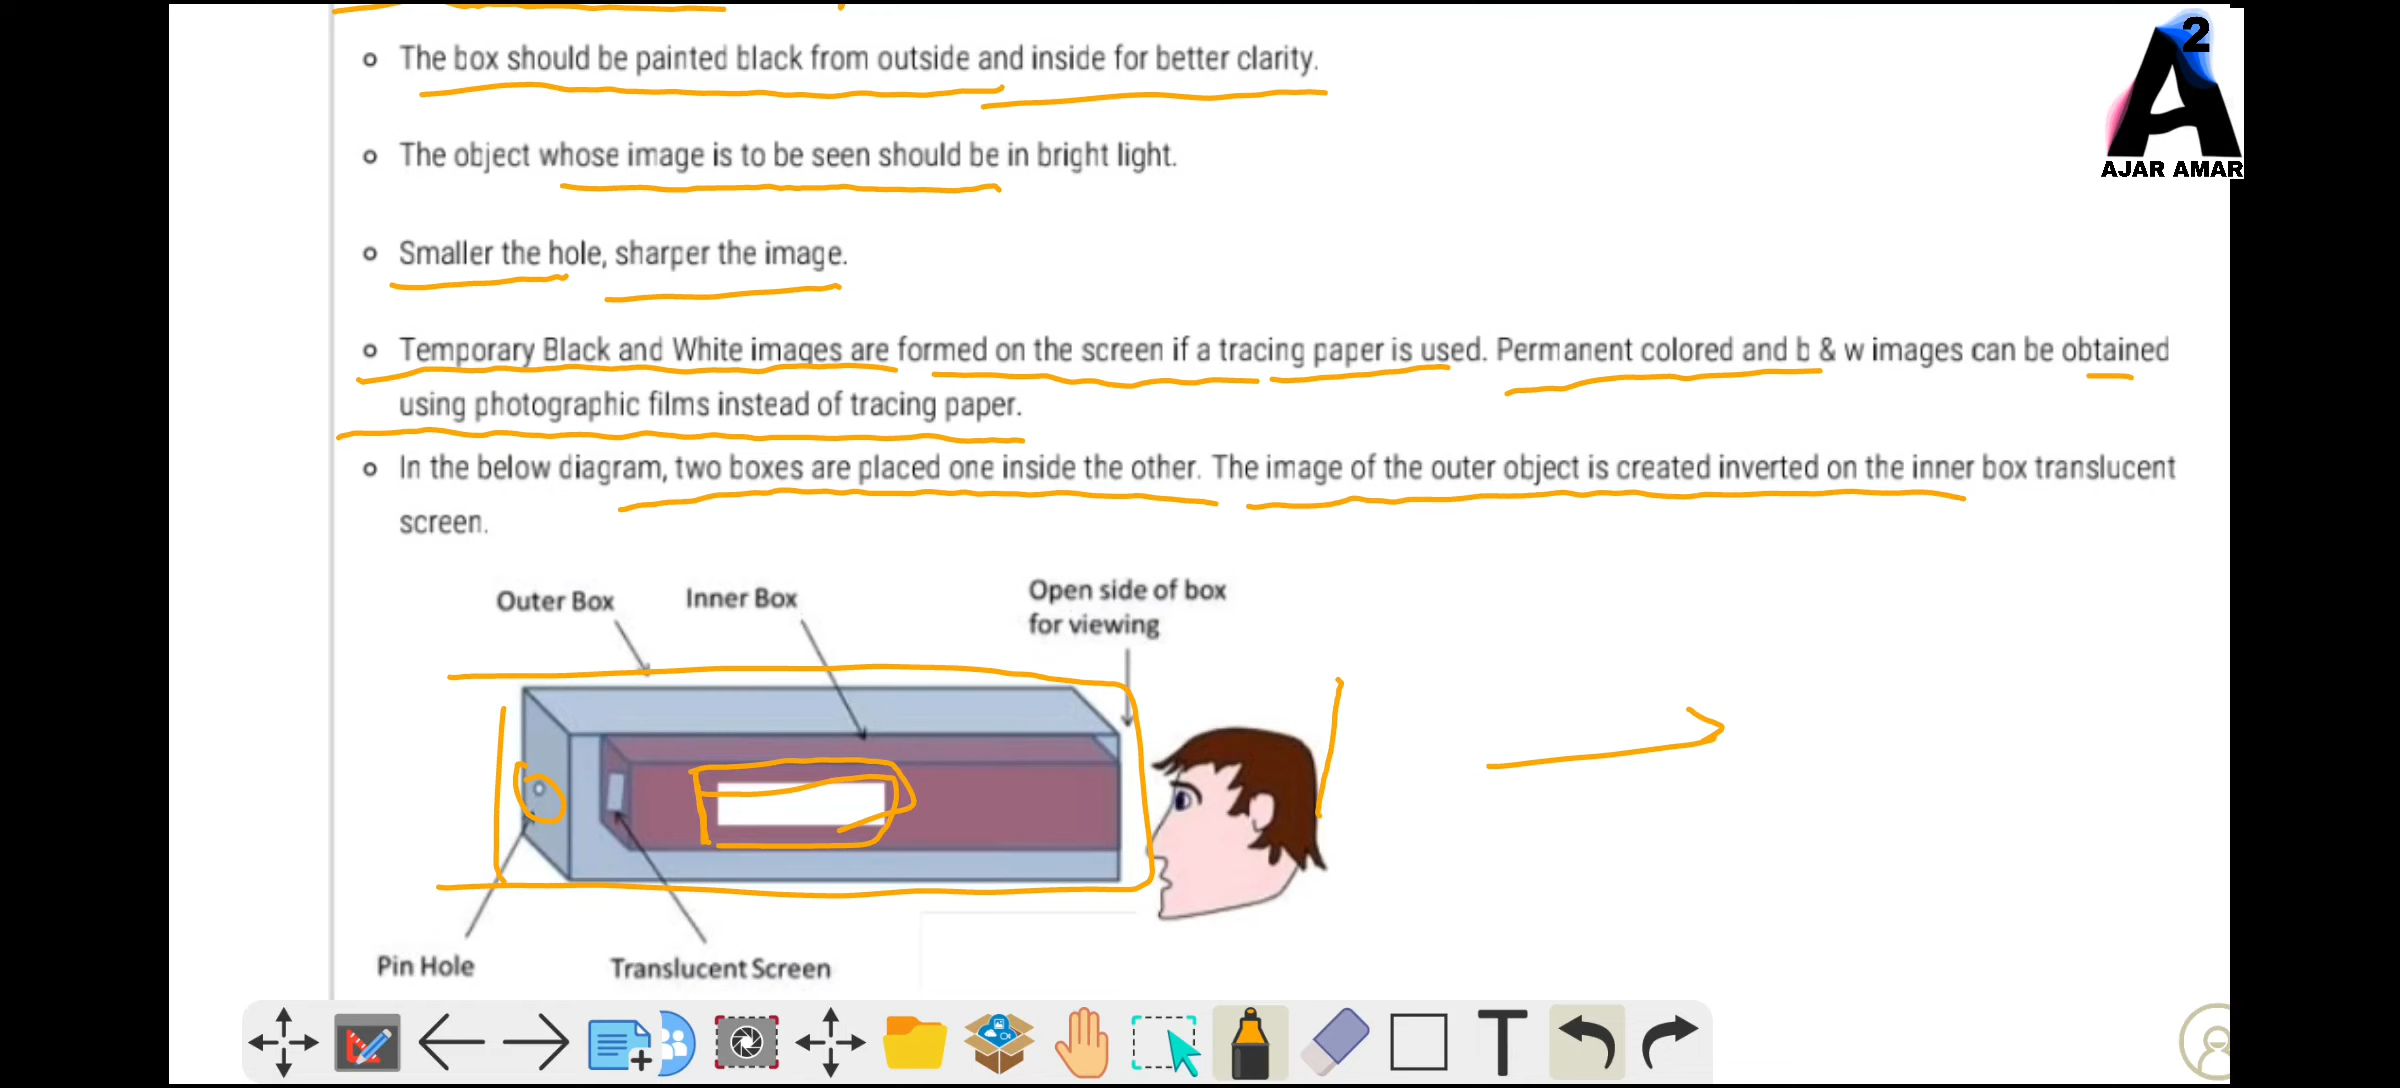 The box should be painted black from outside and inside for better clarity.
2
AJAR AMAR
The object whose image is to be seen should be in bright light.
Smaller the hole, sharper the image.
Temporary Black and White images are formed on the screen if a tracing paper is used. Permanent colored and b & w images can be obtained
using photographic films instead of tracing paper.
In the below diagram, two boxes are placed one inside the other. The image of the outer object is created inverted on the inner box translucent
screen.
Outer Box
Inner Box
Open side of box
for viewing
Pin Hole
Translucent Screen
T